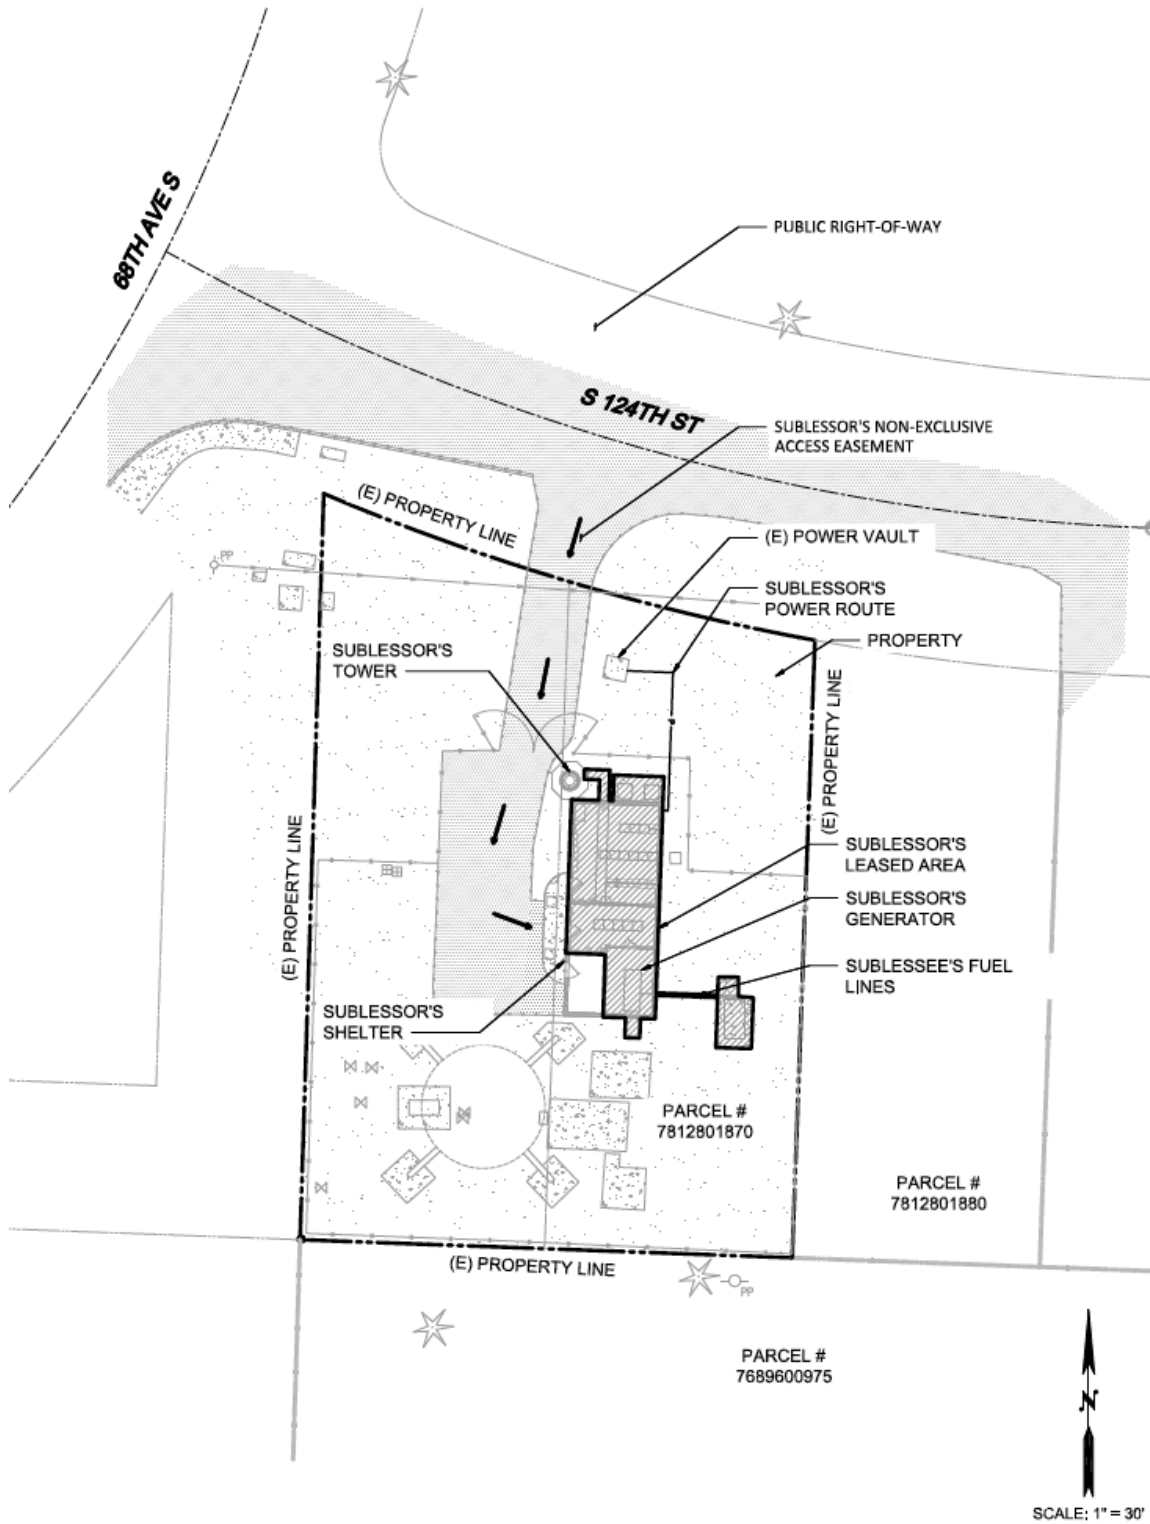 68TH AVE S
PUBLIC RIGHT-OF-WAY
S 124TH ST
SUBLESSOR'S NON-EXCLUSIVE
ACCESS EASEMENT
(E) PROPERTY LINE
(E) POWER VAULT
PP
SUBLESSOR'S
POWER ROUTE
PROPERTY
SUBLESSOR'S
TOWER
(E) PROPERTY LINE
(E) PROPERTY LINE
SUBLESSOR'S
LEASED AREA
SUBLESSOR'S
GENERATOR
SUBLESSEE'S FUEL
LINES
SUBLESSOR'S
SHELTER
PARCEL #
7812801870
PARCEL #
7812801880
(E) PROPERTY LINE
PP
PARCEL #
7689600975
N
SCALE: 1" = 30'